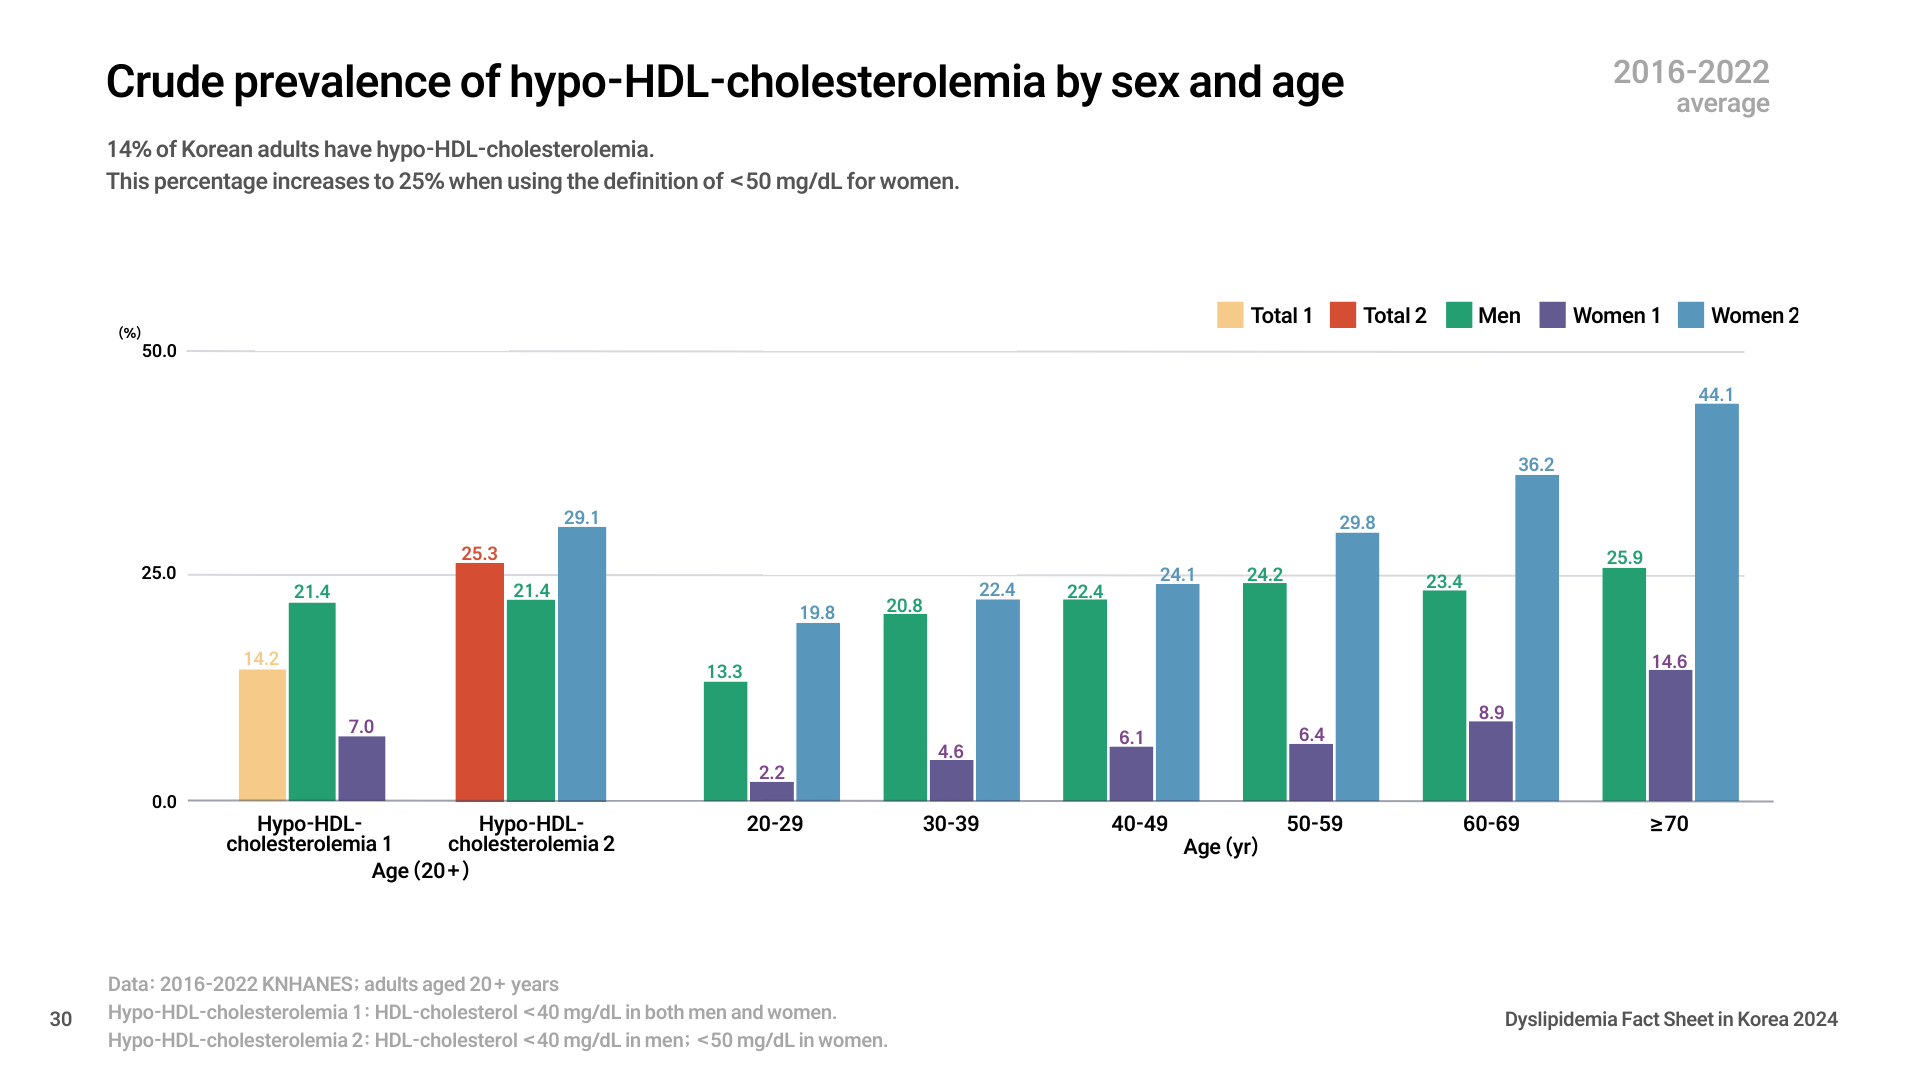 Crude prevalence of hypo-HDL-cholesterolemia by sex and age
2016-2022
average
14% of Korean adults have hypo-HDL-cholesterolemia.
This percentage increases to 25% when using the definition of <50 mg/dL for women.
Total 1 Total 2 Men Women 1 Women 2
(%)
50.0
25.0
0.0
14.2 21.4 7.0
25.3 21.4 29.1
13.3 2.2 19.8
20.8 4.6 22.4
22.4 6.1 24.1
24.2 6.4 29.8
23.4 8.9 36.2
25.9 14.6 44.1
Hypo-HDL-
cholesterolemia 1
Hypo-HDL-
cholesterolemia 2
Age (20+)
20-29 30-39 40-49 50-59 60-69 ≥70
Age (yr)
Data: 2016-2022 KNHANES; adults aged 20+ years
Hypo-HDL-cholesterolemia 1: HDL-cholesterol <40 mg/dL in both men and women.
Hypo-HDL-cholesterolemia 2: HDL-cholesterol <40 mg/dL in men; <50 mg/dL in women.
30
Dyslipidemia Fact Sheet in Korea 2024